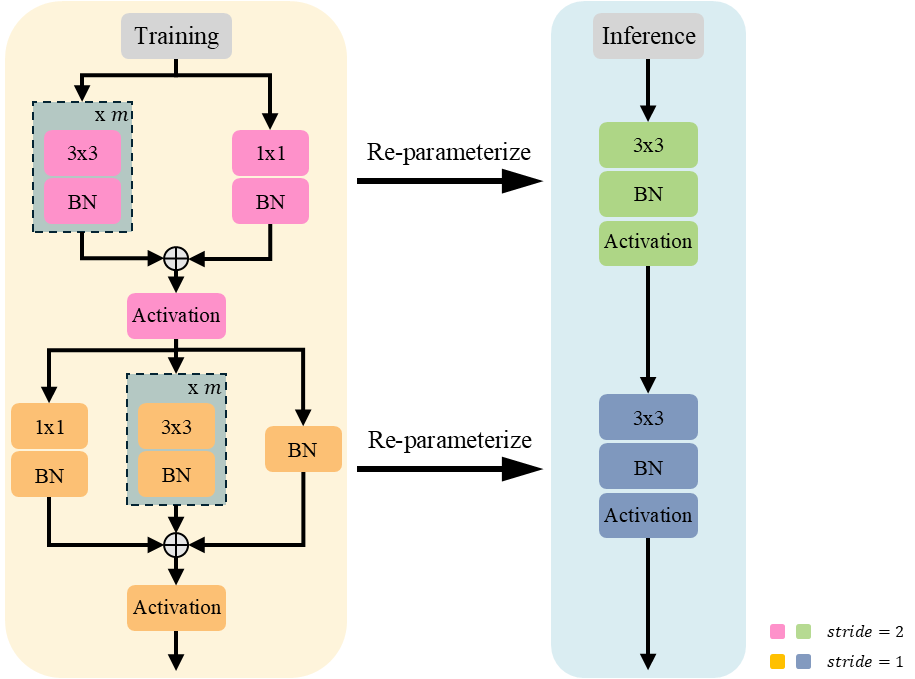 Training
x m
3x3
BN
1x1
BN
Activation
1x1
BN
x m
3x3
BN
BN
Activation
Re-parameterize
Re-parameterize
Inference
3x3
BN
Activation
3x3
BN
Activation
stride = 2
stride = 1